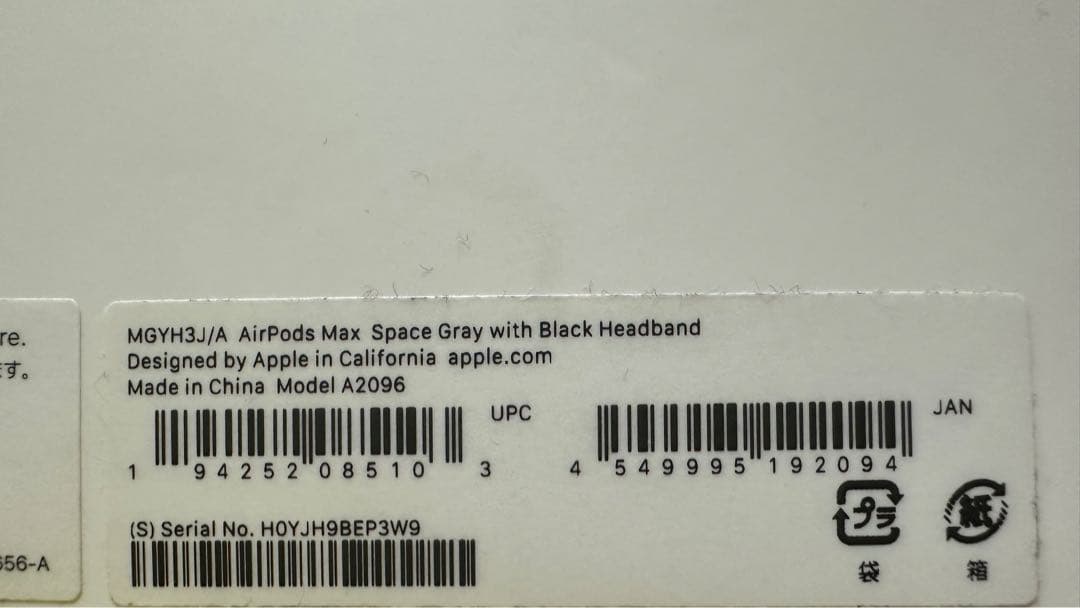 re.
ます。
656-A
MGYH3J/A AirPods Max Space Gray with Black Headband
Designed by Apple in California apple.com
Made in China Model A2096
UPC
1 94252 08510 3
JAN
4 549995 192094
(S) Serial No. H0YJH9BEP3W9
プラ
袋
紙
箱